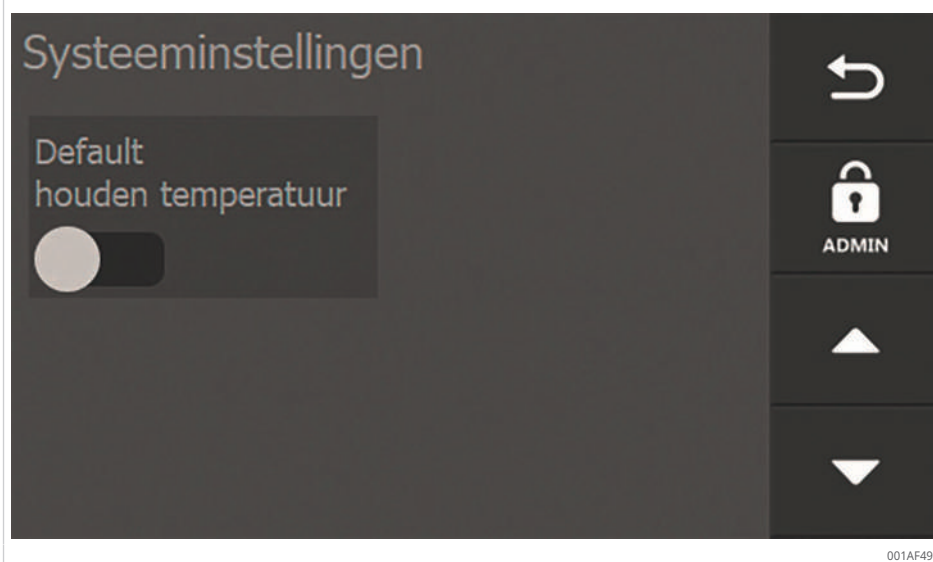 Systeeminstellingen
Default
houden temperatuur
ADMIN
001AF49